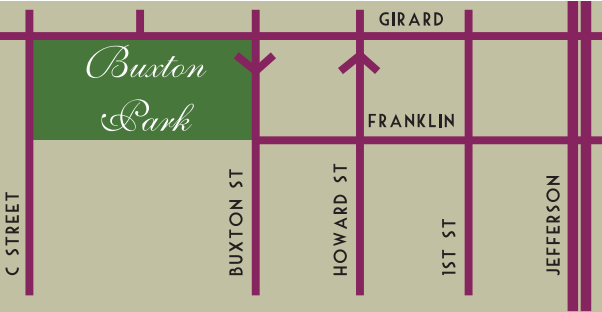 GIRARD
Buxton
Park
FRANKLIN
C STREET
BUXTON ST
HOWARD ST
1ST ST
JEFFERSON